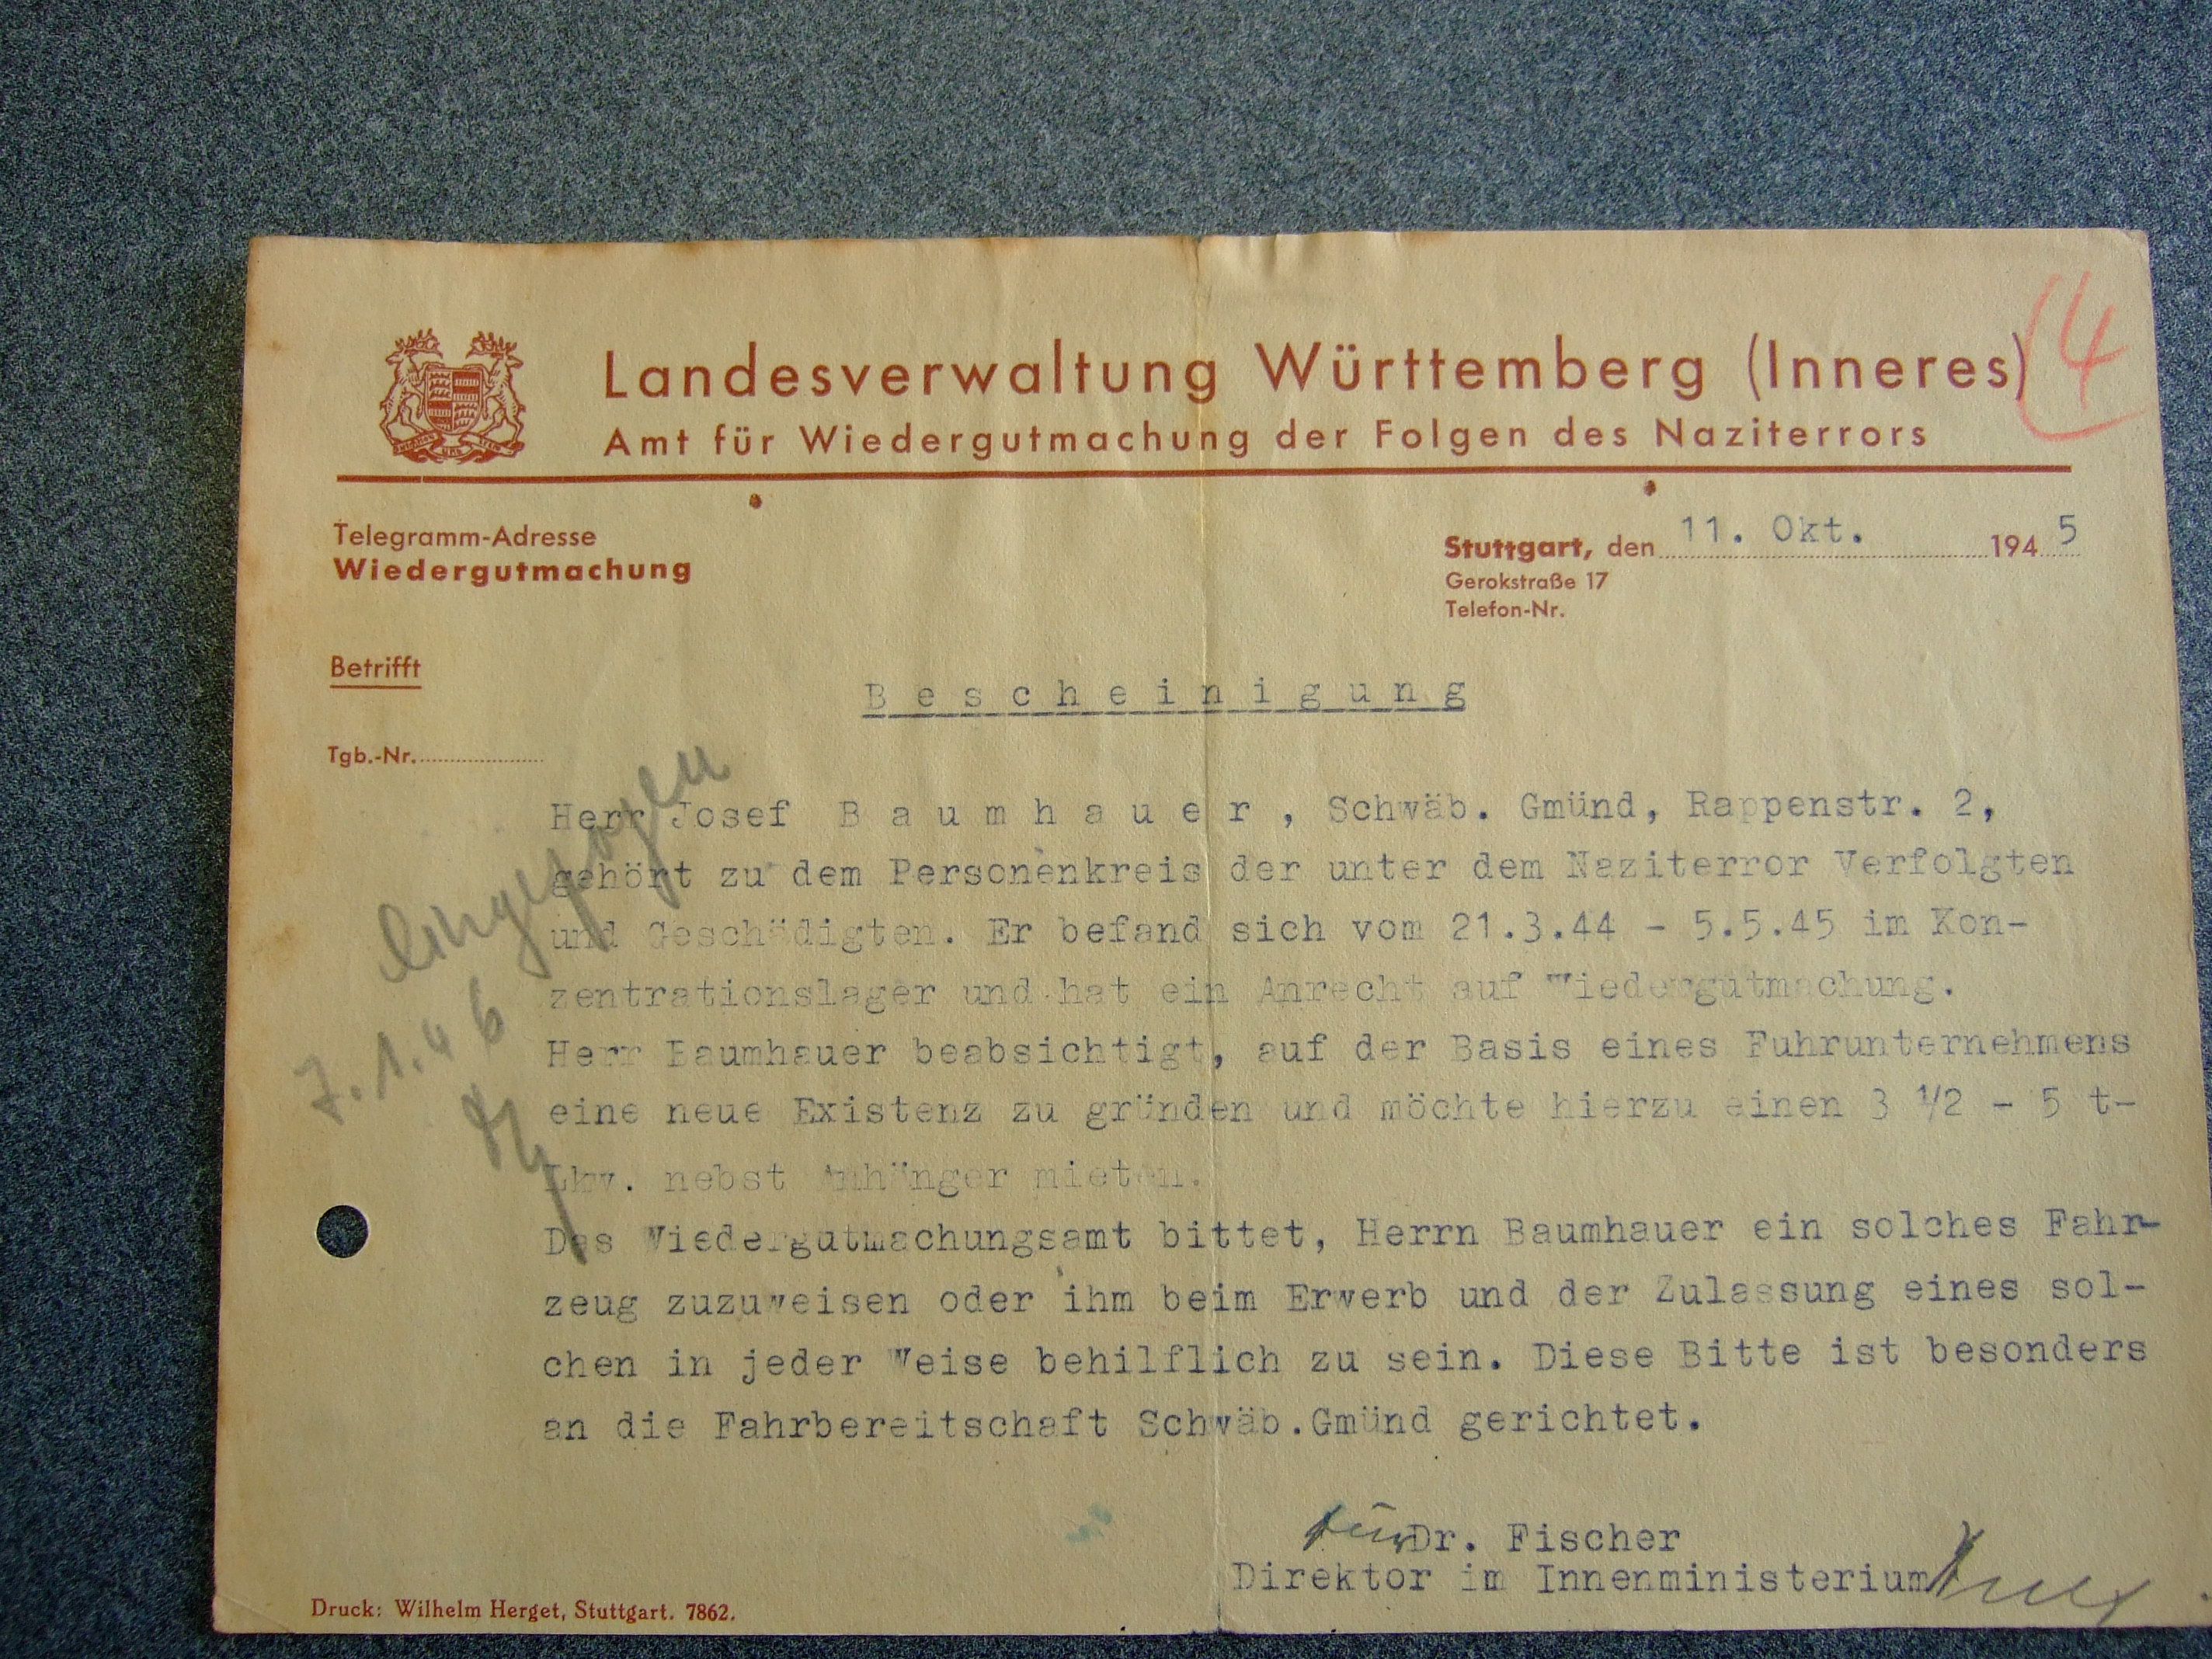 Landesverwaltung Württemberg (Inneres)
4
Amt für Wiedergutmachung der Folgen des Naziterrors
Telegramm-Adresse
Wiedergutmachung
Stuttgart, den 11. Okt. 1945
Gerokstraße 17
Telefon-Nr.
Betrifft
Bescheinigung
Tgb.-Nr.
eingezogen
7.1.46
Herr Josef Baumhauer, Schwäb. Gmünd, Rappenstr. 2,
gehört zu dem Personenkreis der unter dem Naziterror Verfolgten
und Geschädigten. Er befand sich vom 21.3.44 - 5.5.45 im Kon-
zentrationslager und hat ein Anrecht auf Wiedergutmachung.
Herr Baumhauer beabsichtigt, auf der Basis eines Fuhrunternehmens
eine neue Existenz zu gründen und möchte hierzu einen 3 1/2 - 5 t-
Lkw. nebst Anhänger mieten.
Das Wiedergutmachungsamt bittet, Herrn Baumhauer ein solches Fahr-
zeug zuzuweisen oder ihm beim Erwerb und der Zulassung eines sol-
chen in jeder Weise behilflich zu sein. Diese Bitte ist besonders
an die Fahrbereitschaft Schwäb.Gmünd gerichtet.
für Dr. Fischer
Direktor im Innenministerium
Druck: Wilhelm Herget, Stuttgart. 7862.